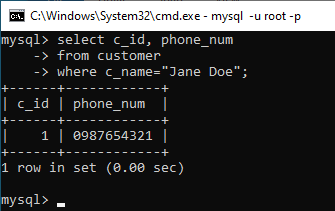 C:\Windows\System32\cmd.exe - mysql  -u root -p
mysql> select c_id, phone_num
    -> from customer
    -> where c_name="Jane Doe";
+------+------------+
| c_id | phone_num  |
+------+------------+
|    1 | 0987654321 |
+------+------------+
1 row in set (0.00 sec)
mysql>